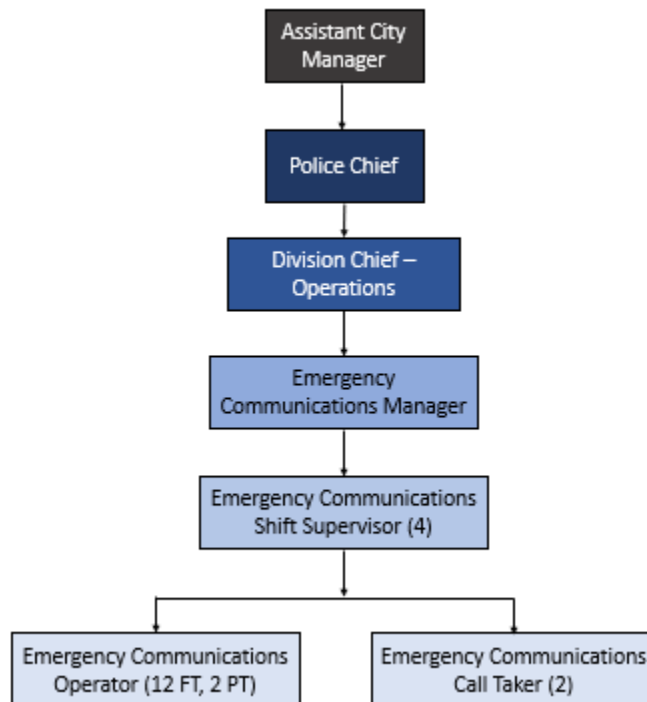 Assistant City
Manager
Police Chief
Division Chief –
Operations
Emergency
Communications Manager
Emergency Communications
Shift Supervisor (4)
Emergency Communications
Operator (12 FT, 2 PT)
Emergency Communications
Call Taker (2)